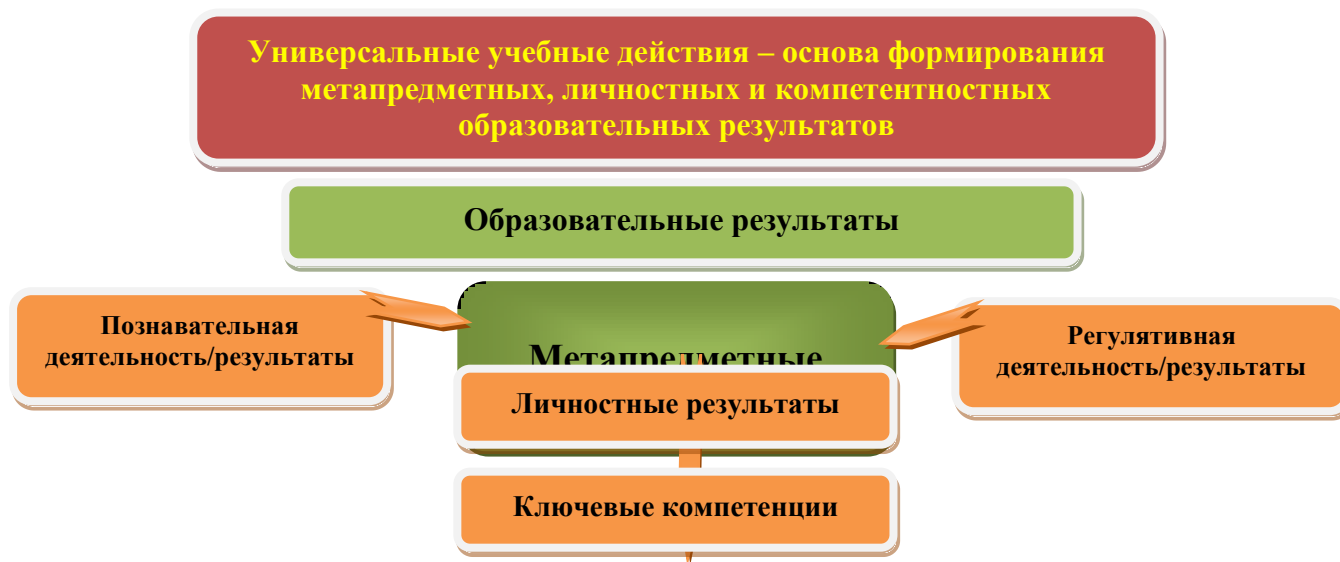 Универсальные учебные действия – основа формирования
метапредметных, личностных и компетентностных
образовательных результатов
Образовательные результаты
Познавательная
деятельность/результаты
Метапредметные
Регулятивная
деятельность/результаты
Личностные результаты
Ключевые компетенции